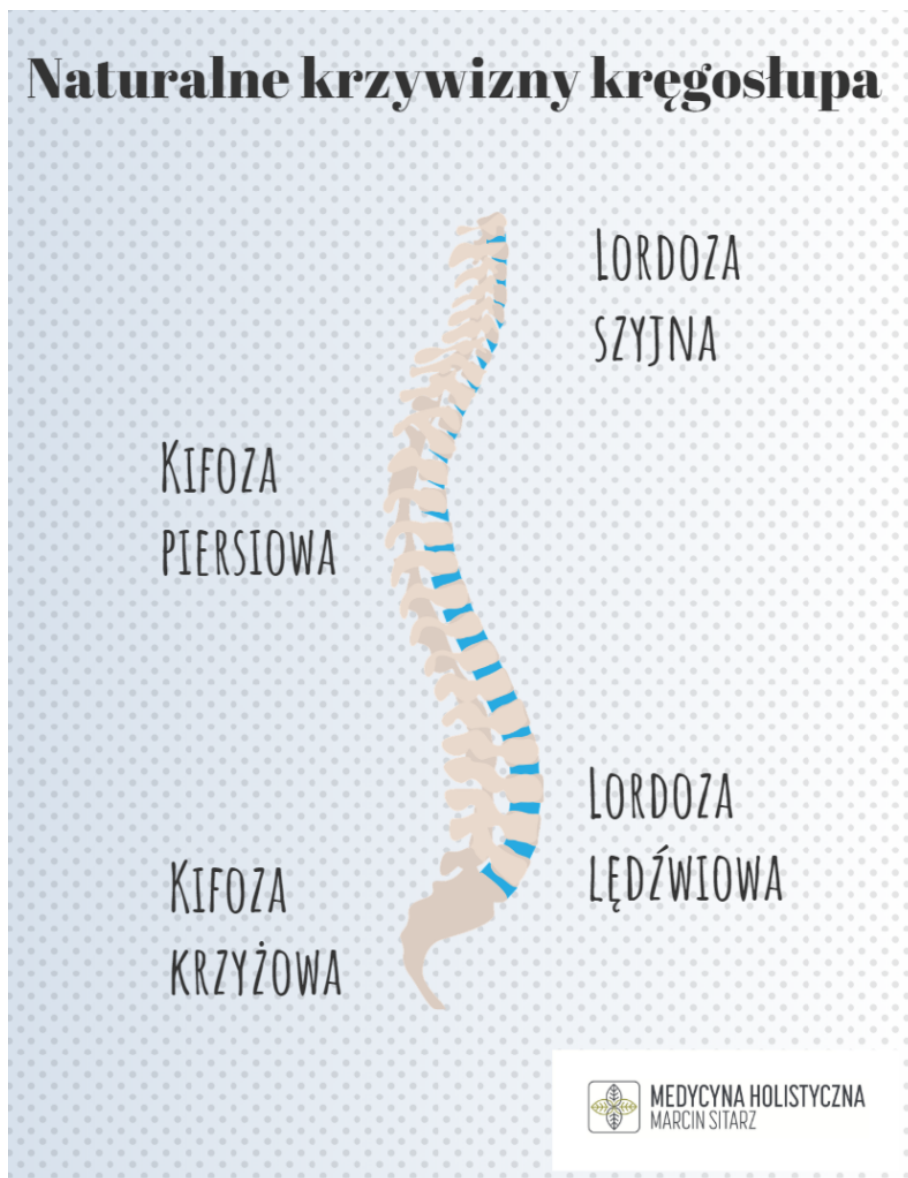 Naturalne krzywizny kręgosłupa
LORDOZA
SZYJNA
KIFOZA
PIERSIOWA
LORDOZA
LĘDŹWIOWA
KIFOZA
KRZYŻOWA
MEDYCYNA HOLISTYCZNA
MARCIN SITARZ